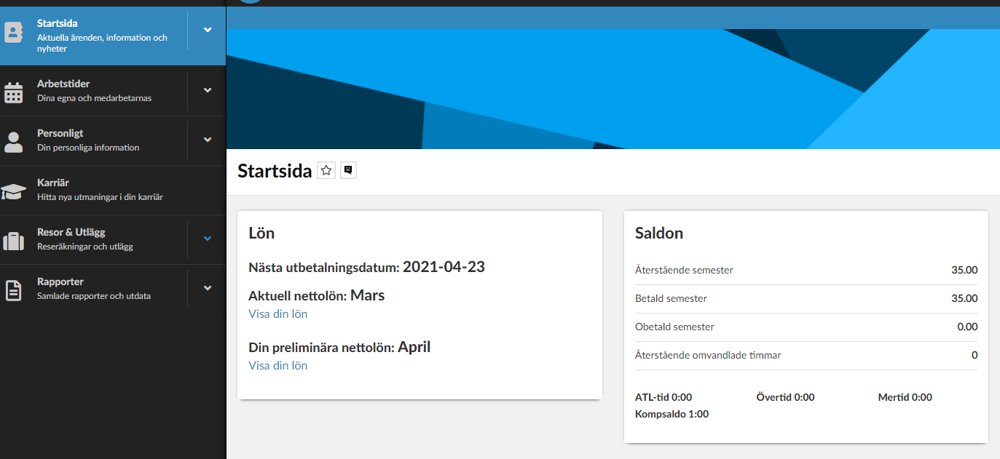 Startsida
Aktuella ärenden, information och
nyheter
Arbetstider
Dina egna och medarbetarnas
Personligt
Din personliga information
Karriär
Hitta nya utmaningar i din karriär
Resor & Utlägg
Reseräkningar och utlägg
Rapporter
Samlade rapporter och utdata
Startsida
Lön
Nästa utbetalningsdatum: 2021-04-23
Aktuell nettolön: Mars
Visa din lön
Din preliminära nettolön: April
Visa din lön
Saldon
Återstående semester 35.00
Betald semester 35.00
Obetald semester 0.00
Återstående omvandlade timmar 0
ATL-tid 0:00 Övertid 0:00 Mertid 0:00
Kompsaldo 1:00